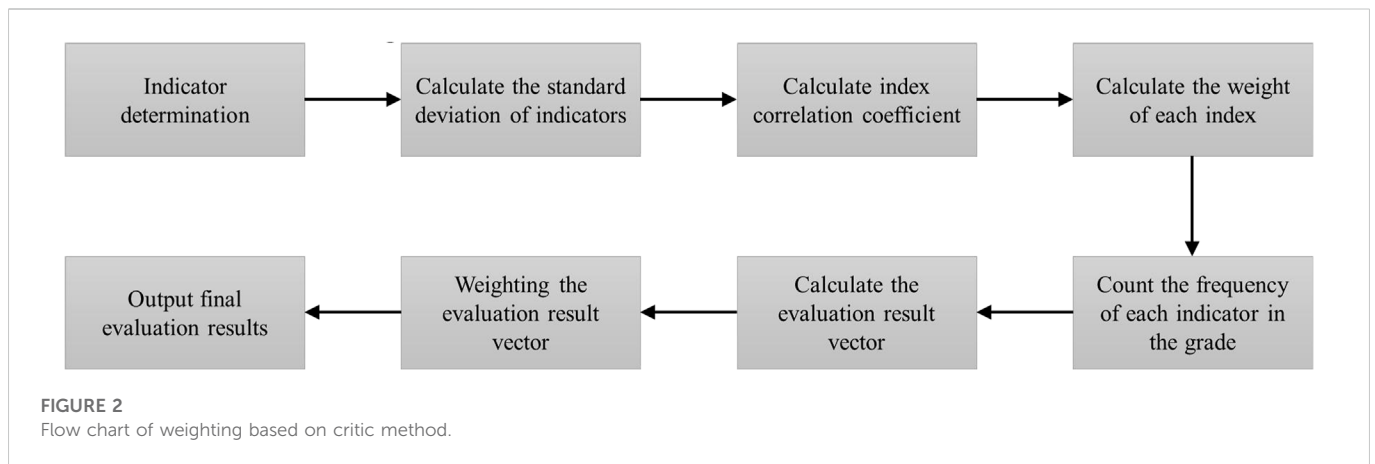 Indicator
determination
Calculate the standard
deviation of indicators
Calculate index
correlation coefficient
Calculate the weight
of each index
Count the frequency
of each indicator in
the grade
Calculate the
evaluation result
vector
Weighting the
evaluation result
vector
Output final
evaluation results
FIGURE 2
Flow chart of weighting based on critic method.